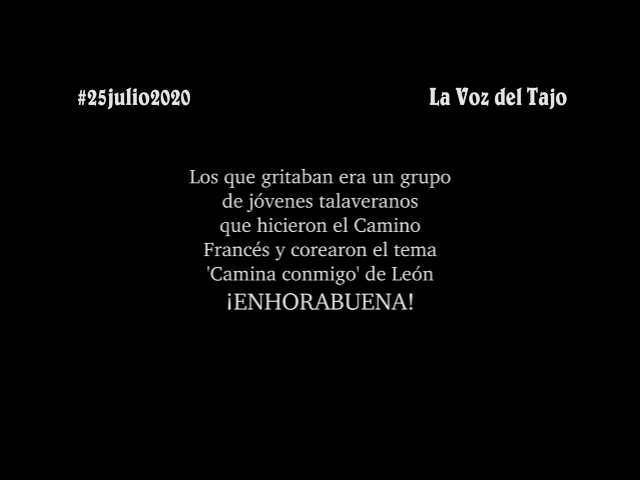 #25julio2020
La Voz del Tajo
Los que gritaban era un grupo
de jóvenes talaveranos
que hicieron el Camino
Francés y corearon el tema
'Camina conmigo' de León
¡ENHORABUENA!